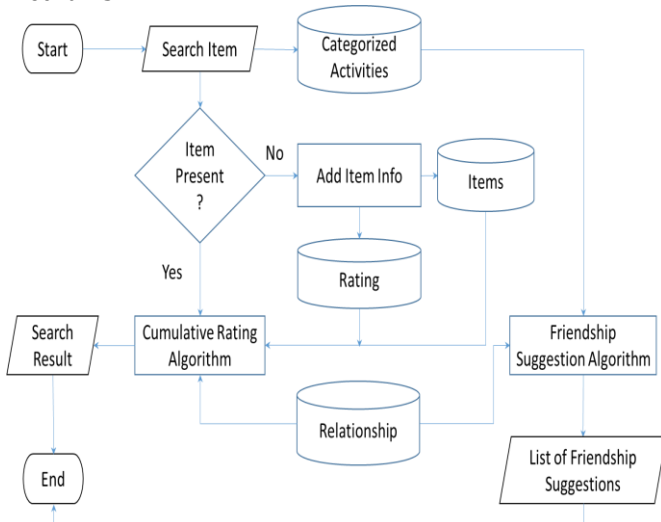 Start
Search Item
Categorized
Activities
Item
Present
?
No
Add Item Info
Items
Yes
Rating
Search
Result
Cumulative Rating
Algorithm
Friendship
Suggestion Algorithm
Relationship
End
List of Friendship
Suggestions